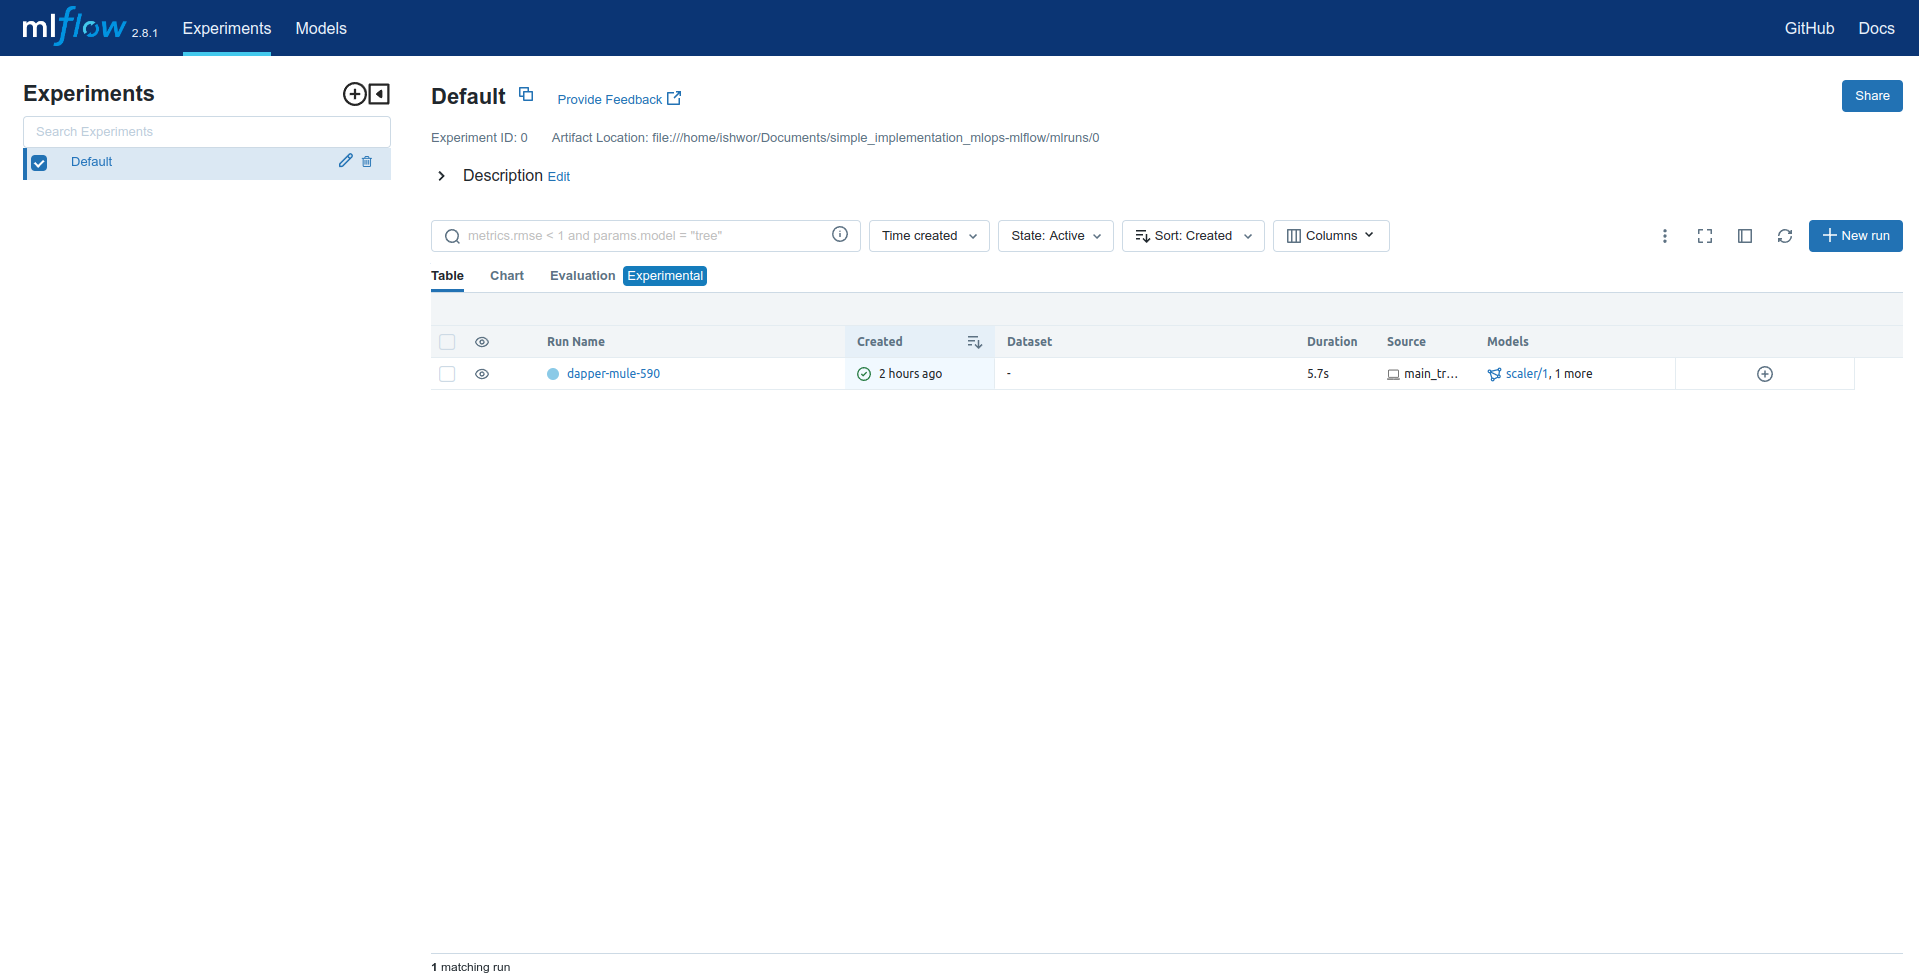 mlflow 2.8.1 Experiments Models GitHub Docs
Experiments
Search Experiments
Default
Default Provide Feedback Share
Experiment ID: 0 Artifact Location: file:///home/ishwor/Documents/simple_implementation_mlops-mlflow/mlruns/0
Description Edit
metrics.rmse < 1 and params.model = "tree" Time created State: Active Sort: Created Columns New run
Table Chart Evaluation Experimental
Run Name Created Dataset Duration Source Models
dapper-mule-590 2 hours ago - 5.7s main_tr... scaler/1, 1 more
1 matching run